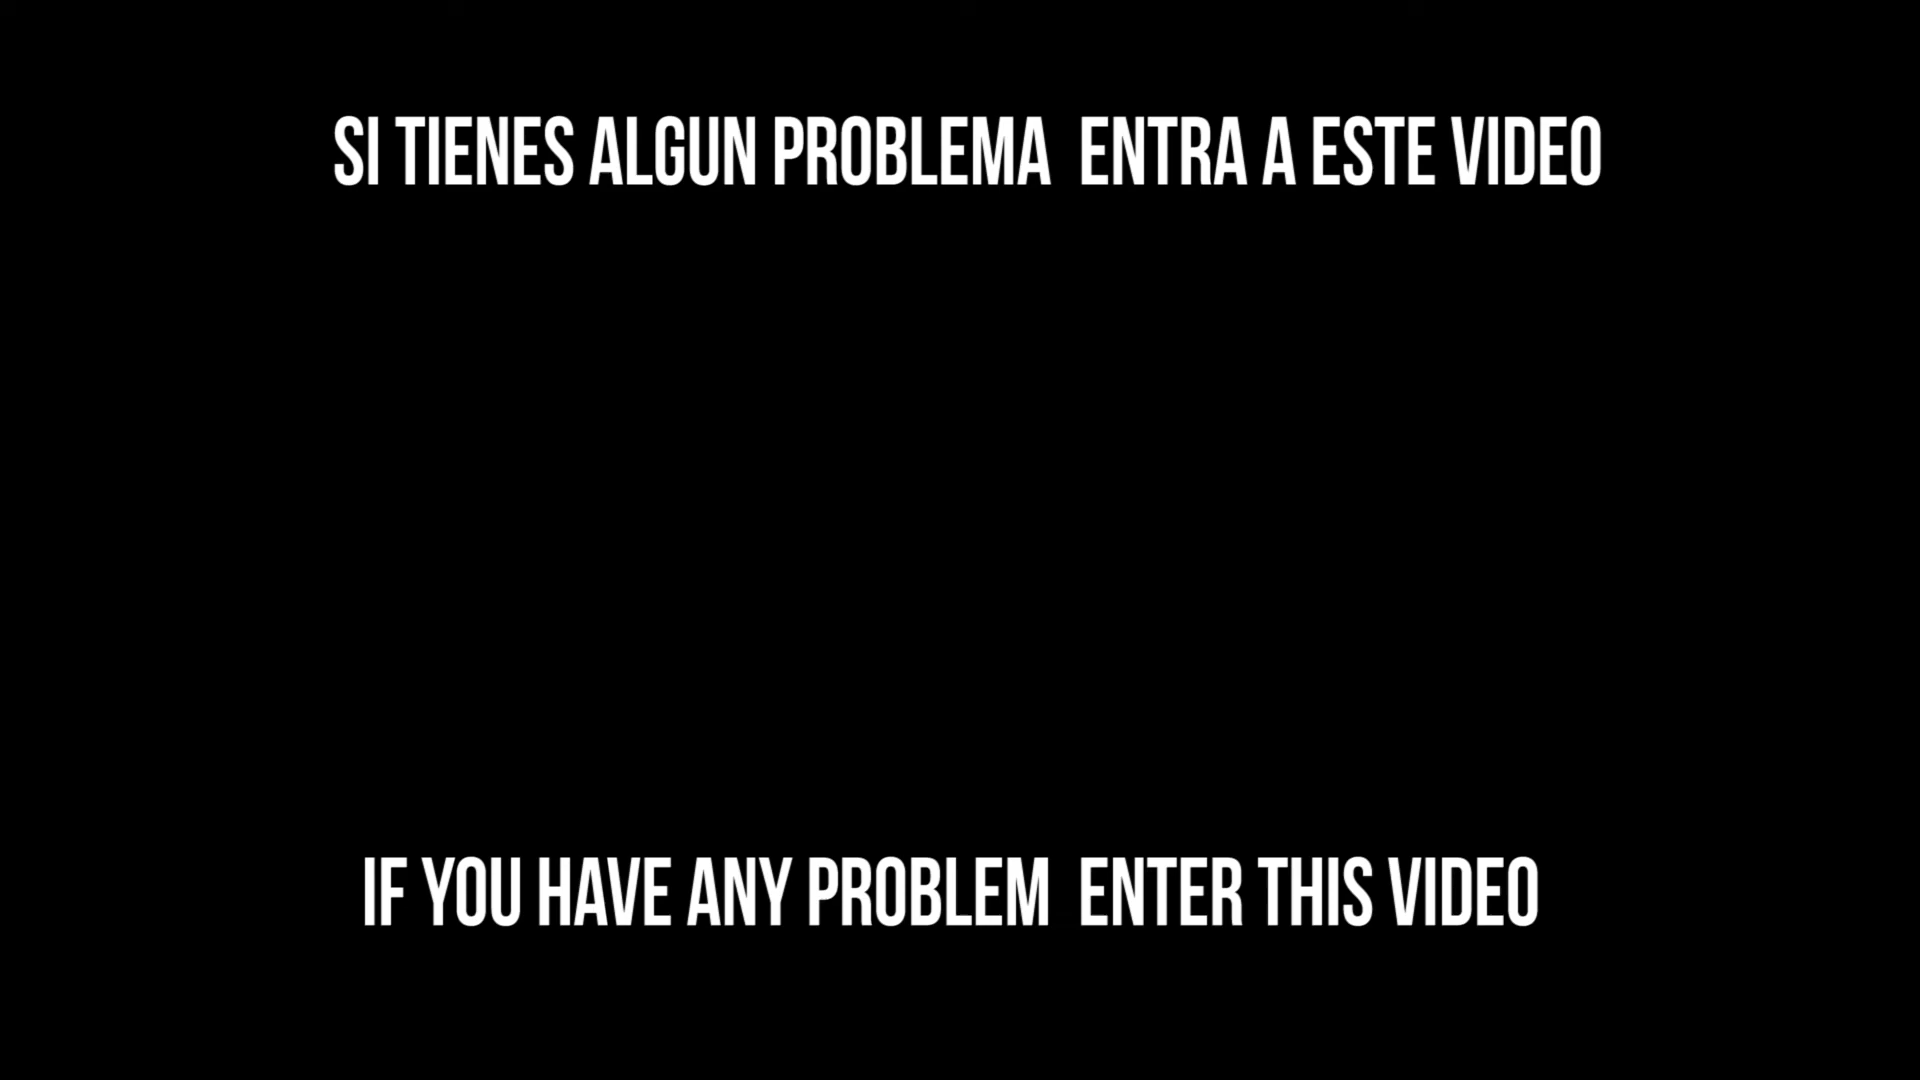 SI TIENES ALGUN PROBLEMA  ENTRA A ESTE VIDEO
IF YOU HAVE ANY PROBLEM  ENTER THIS VIDEO